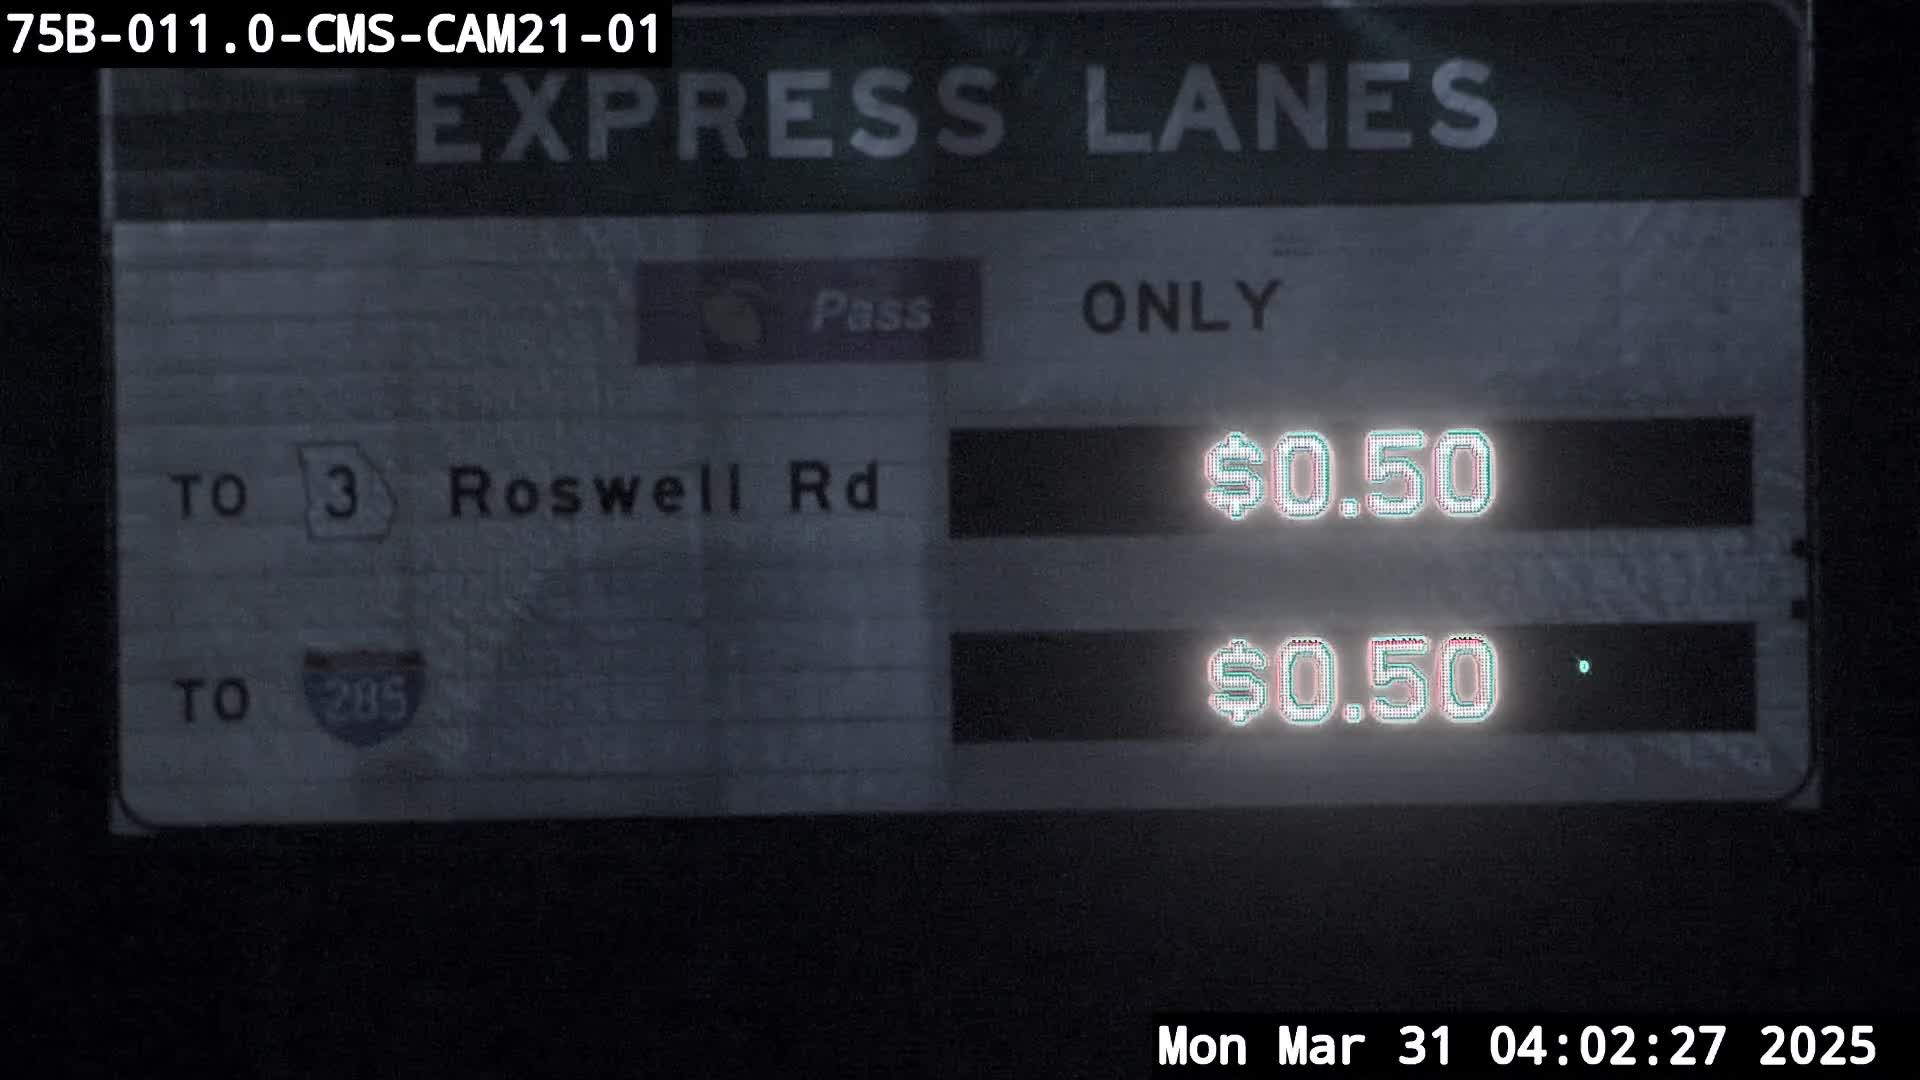 75B-011.0-CMS-CAM21-01
EXPRESS LANES
Pass ONLY
TO 3 Roswell Rd $0.50
TO 285 $0.50
Mon Mar 31 04:02:27 2025